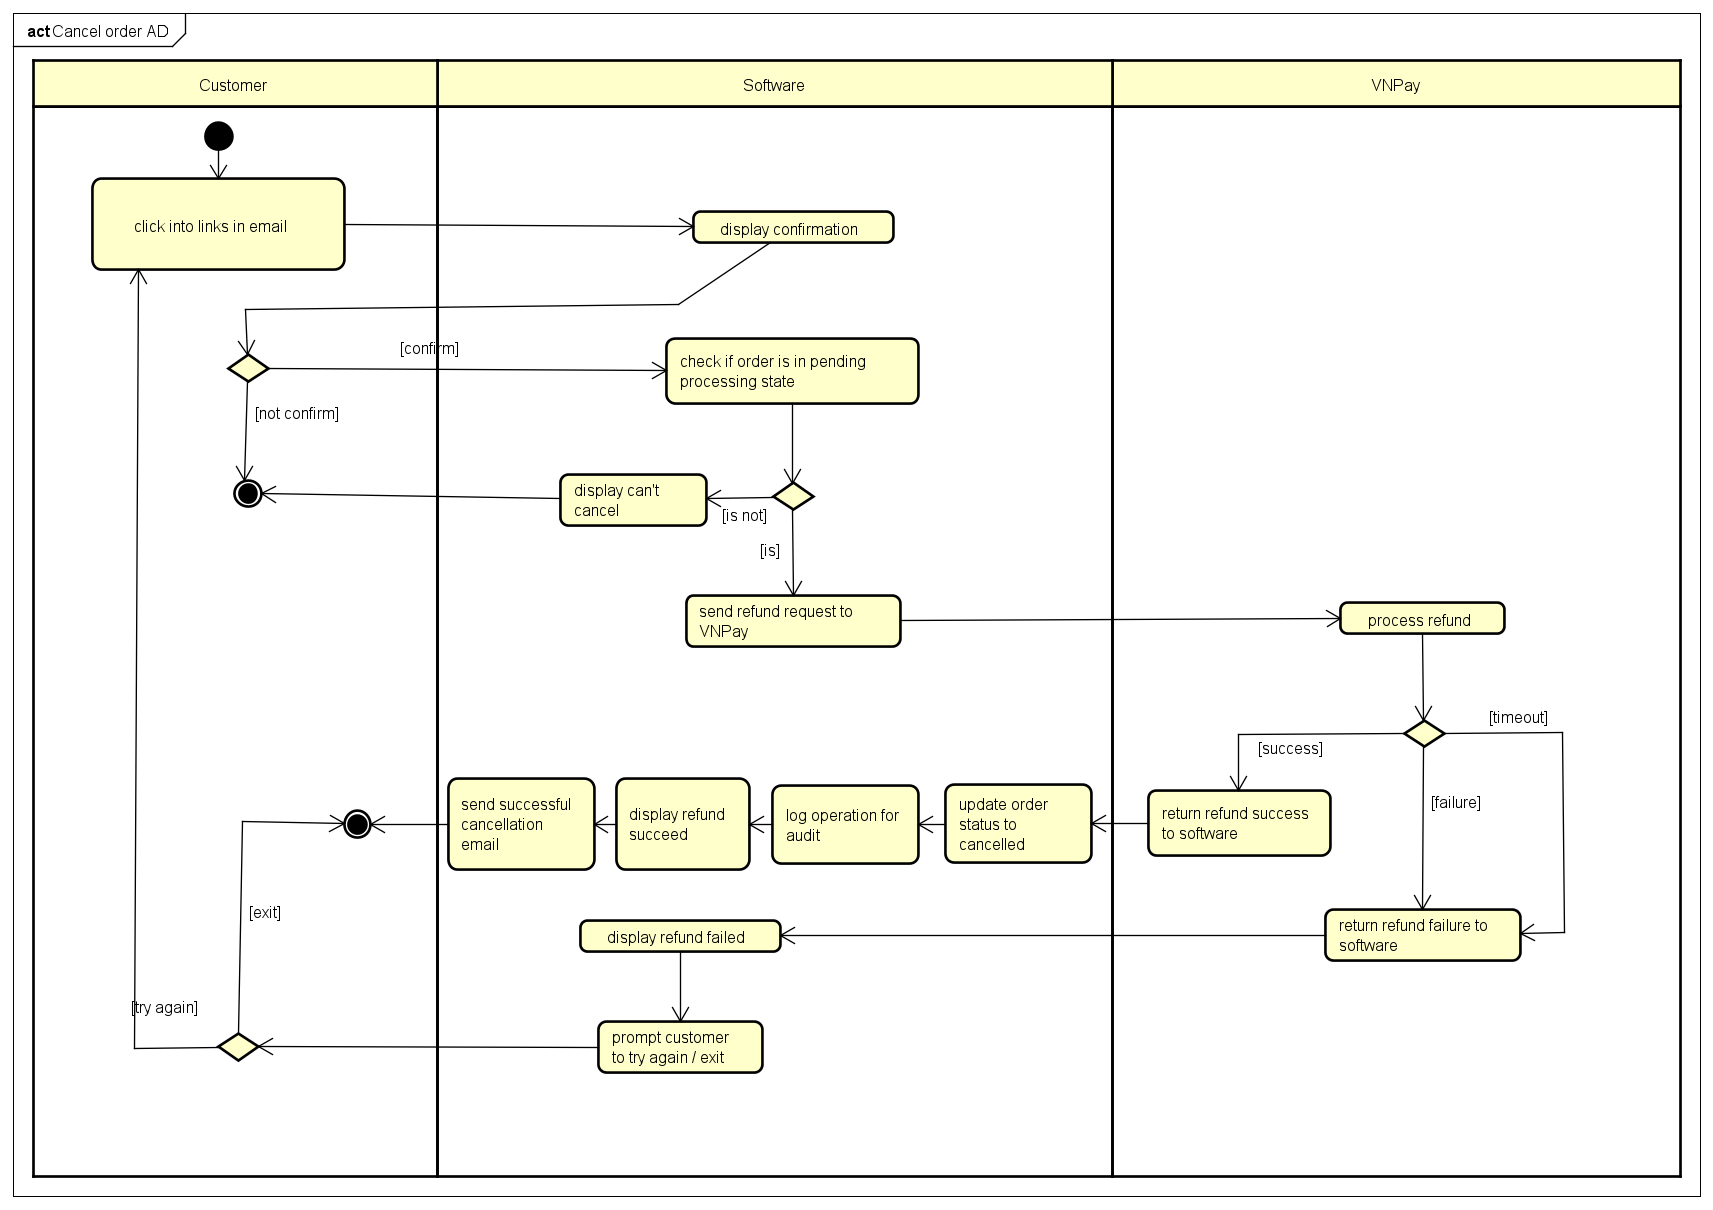 act Cancel order AD
Customer
Software
VNPay
click into links in email
display confirmation
[confirm]
check if order is in pending
processing state
[not confirm]
display can't
cancel
[is not]
[is]
send refund request to
VNPay
process refund
[timeout]
[success]
[failure]
send successful
cancellation
email
display refund
succeed
log operation for
audit
update order
status to
cancelled
return refund success
to software
[exit]
display refund failed
return refund failure to
software
[try again]
prompt customer
to try again / exit